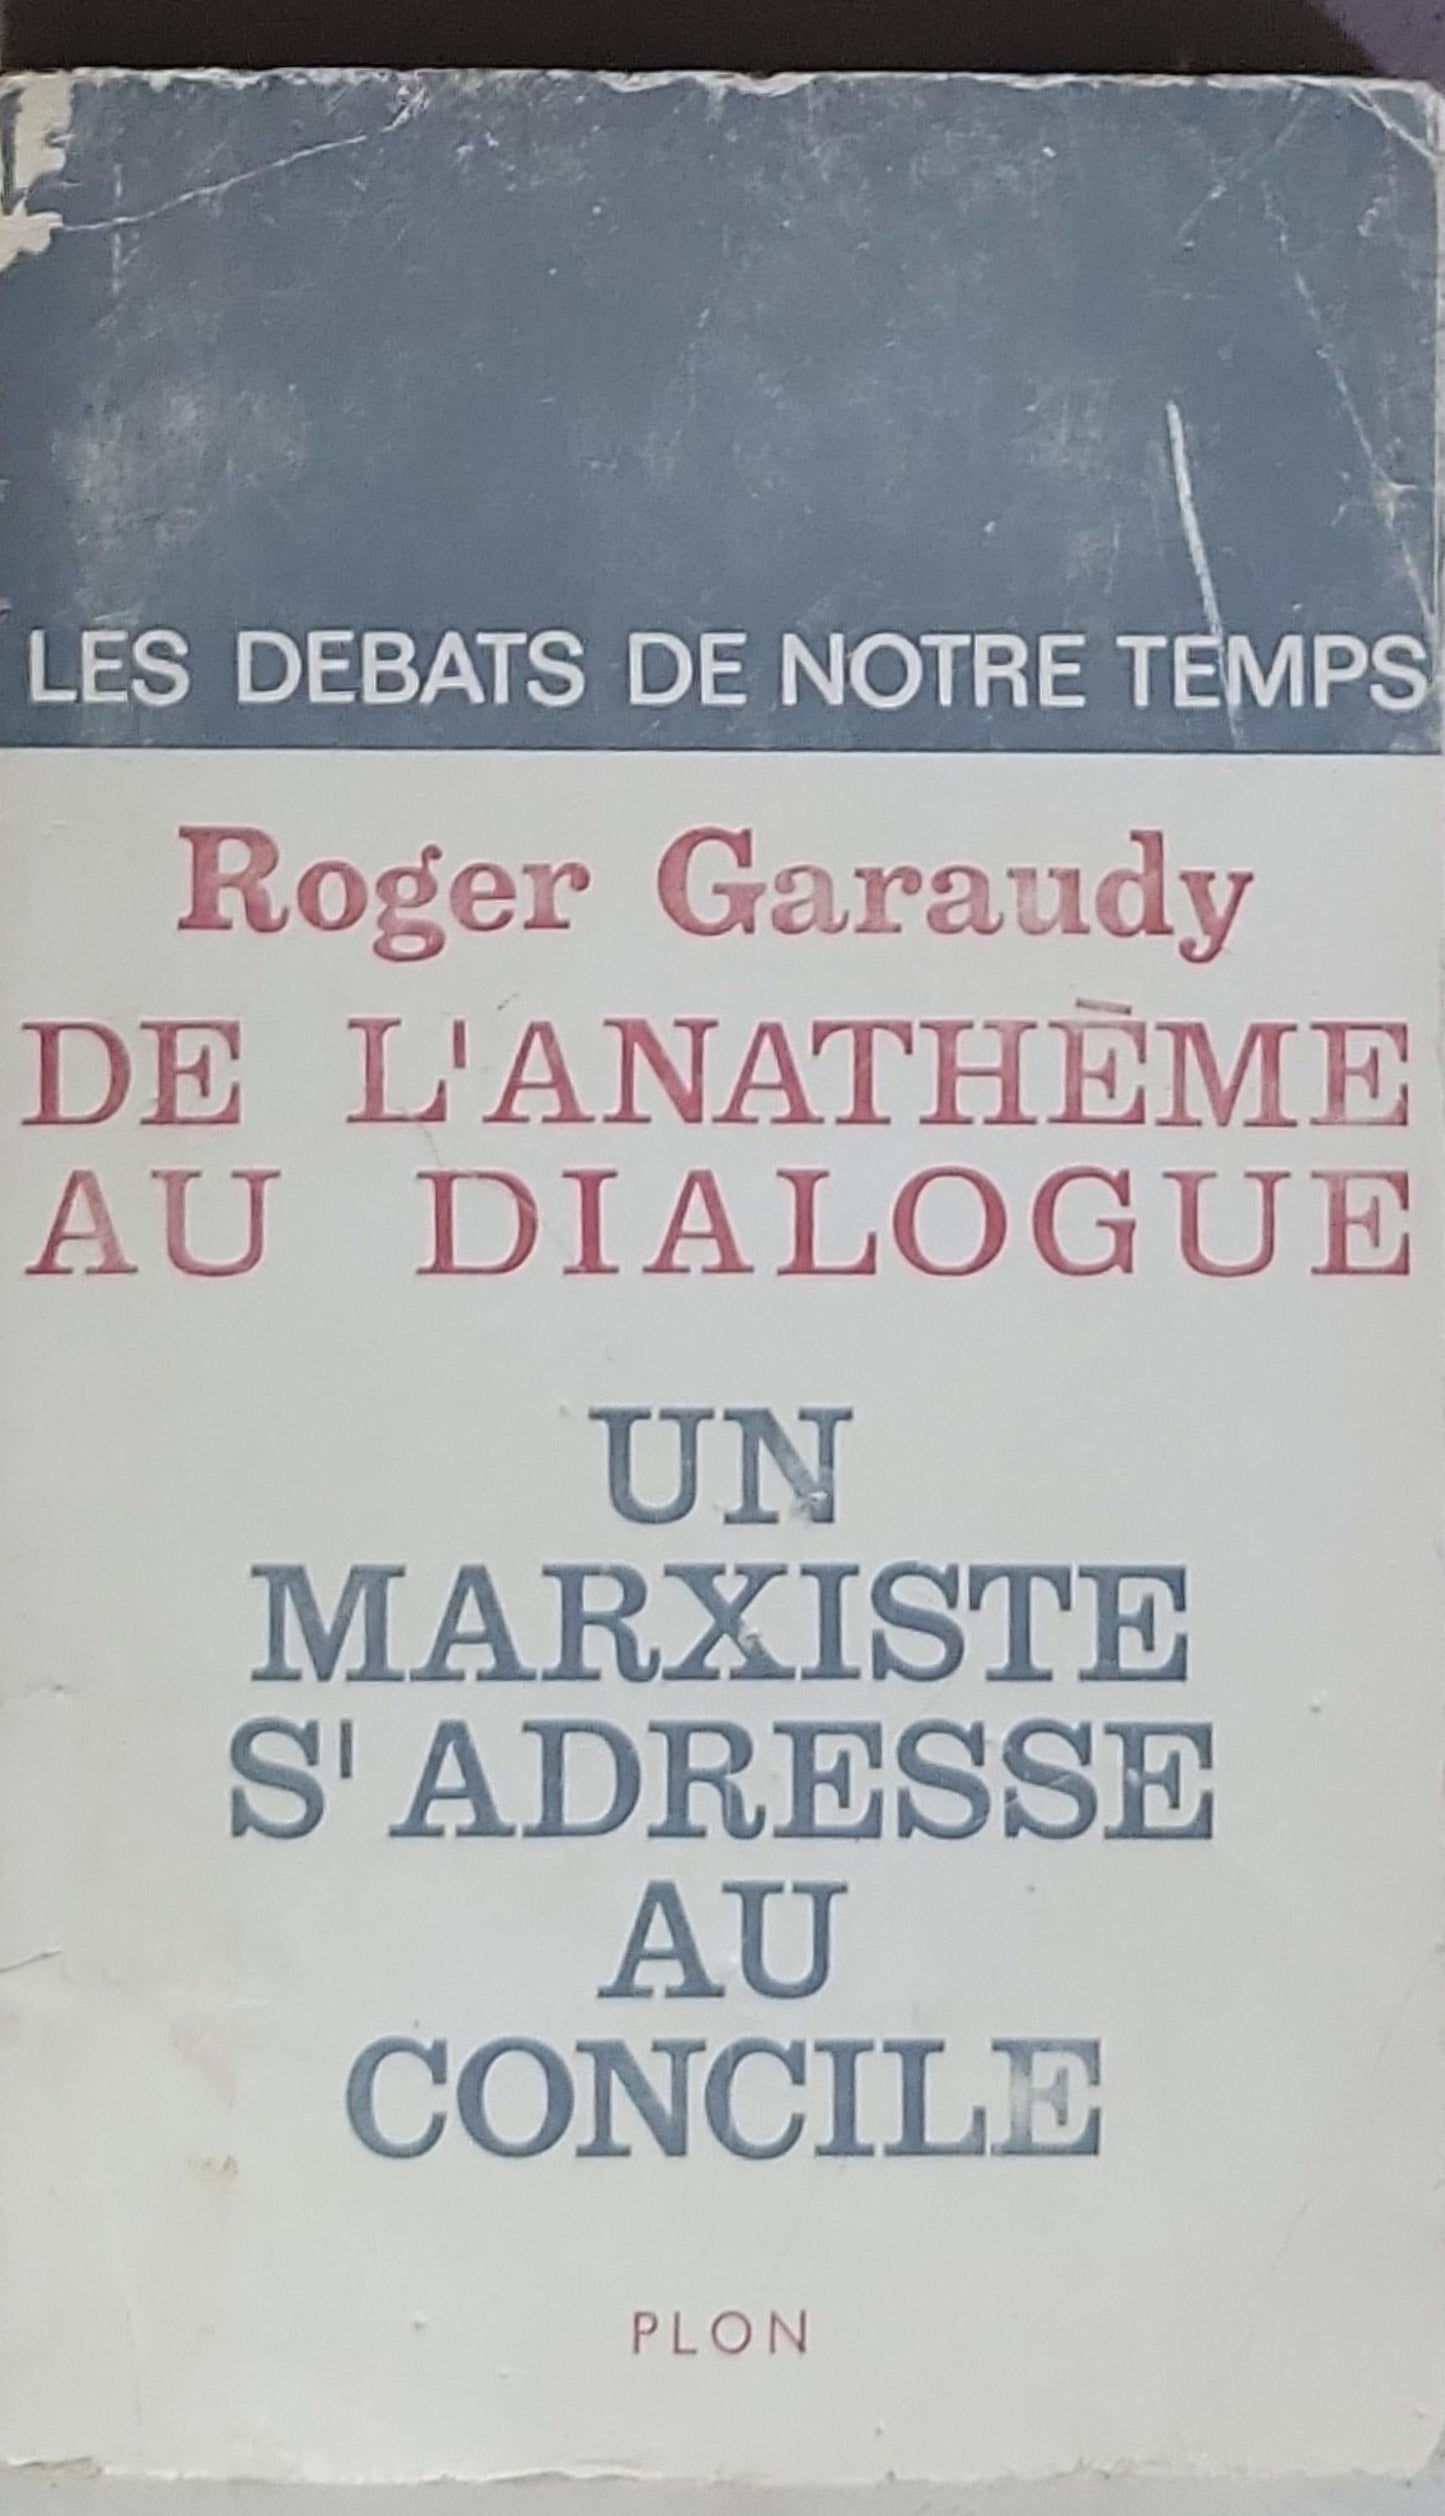 LES DEBATS DE NOTRE TEMPS
Roger Garaudy
DE L'ANATHÈME
AU DIALOGUE
UN
MARXISTE
S'ADRESSE
AU
CONCILE
PLON